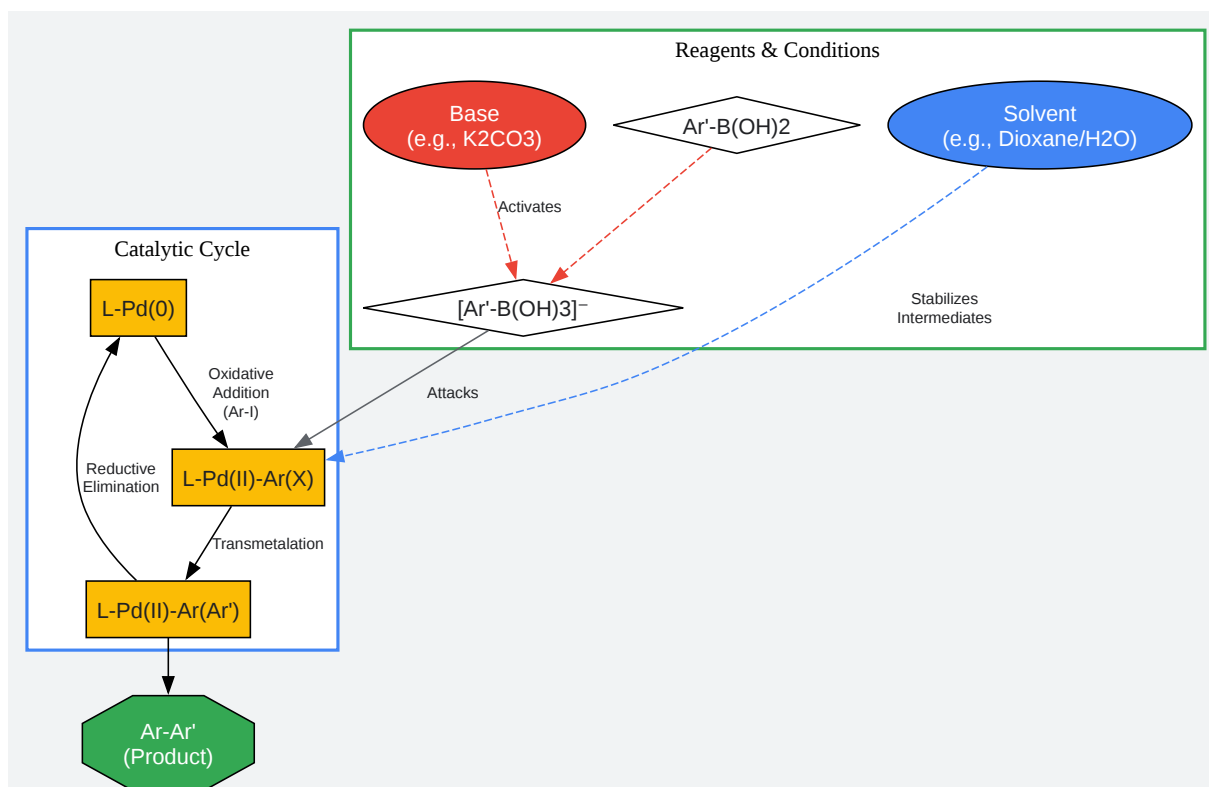 Reagents & Conditions
Base
(e.g., K2CO3)
Ar'-B(OH)2
Solvent
(e.g., Dioxane/H2O)
Activates
Catalytic Cycle
L-Pd(0)
[Ar'-B(OH)3]⁻
Stabilizes
Intermediates
Oxidative
Addition
(Ar-I)
Attacks
Reductive
Elimination
L-Pd(II)-Ar(X)
Transmetalation
L-Pd(II)-Ar(Ar')
Ar-Ar'
(Product)